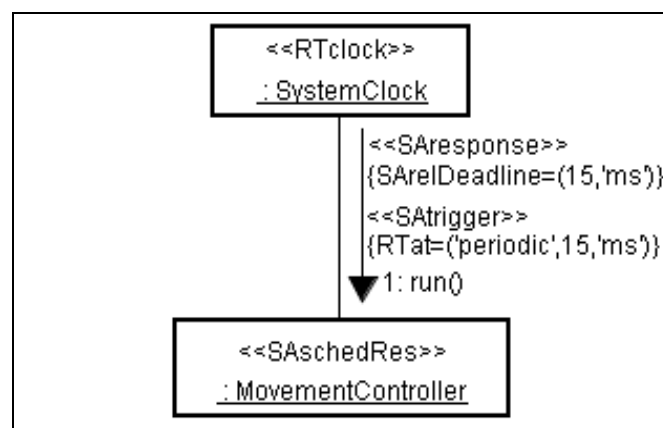 <<RTclock>>
: SystemClock
<<SAresponse>>
{SArelDeadline=(15,'ms')}
<<SAtrigger>>
{RTat=('periodic',15,'ms')}
1: run()
<<SAschedRes>>
: MovementController